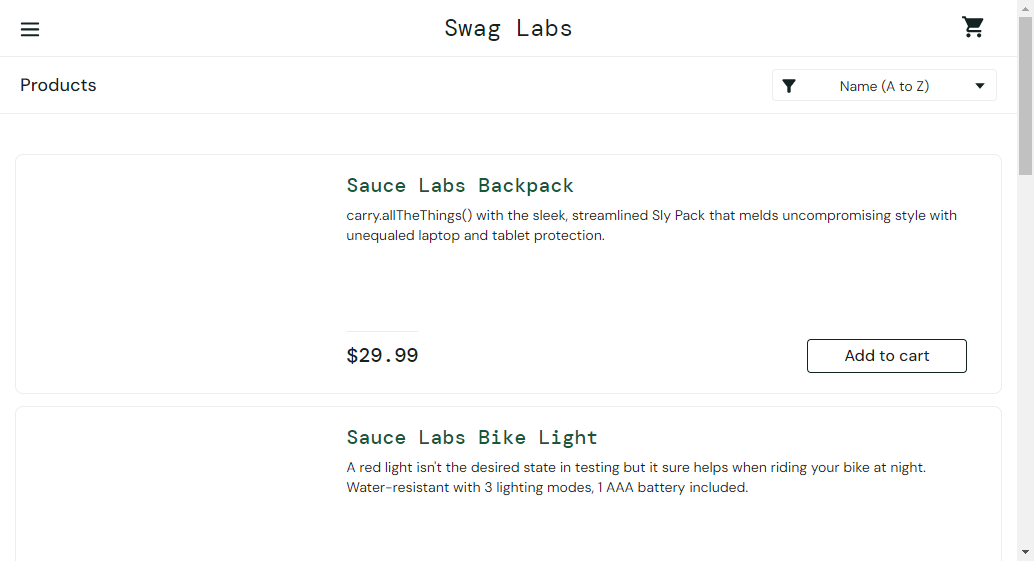 Swag Labs
Products
Name (A to Z)
Sauce Labs Backpack
carry.allTheThings() with the sleek, streamlined Sly Pack that melds uncompromising style with
unequaled laptop and tablet protection.
$29.99
Add to cart
Sauce Labs Bike Light
A red light isn't the desired state in testing but it sure helps when riding your bike at night.
Water-resistant with 3 lighting modes, 1 AAA battery included.